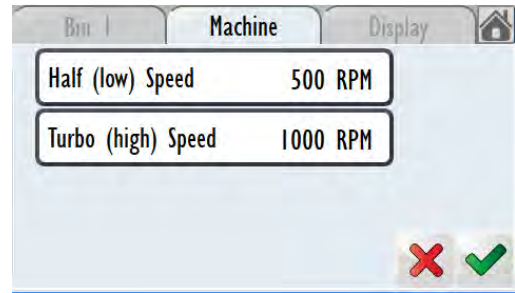 Bin 1 Machine Display
Half (low) Speed 500 RPM
Turbo (high) Speed 1000 RPM